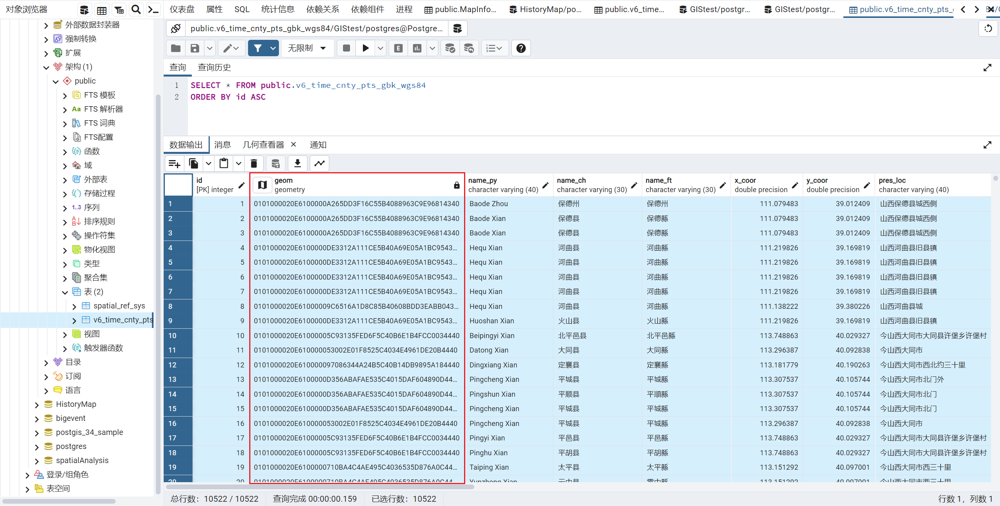 对象浏览器
仪表盘 属性 SQL 统计信息 依赖关系 依赖组件 进程 public.MapInfo... HistoryMap/po... public.v6_time... GIStest/postgr... GIStest/postgr... public.v6_time_cnty_pts_
外部数据封装器
强制转换
扩展
架构 (1)
public
FTS 模板
Aa FTS 解析器
FTS 词典
FTS配置
函数
域
外部表
存储过程
1..3 序列
排序规则
操作符集
物化视图
类型
聚合集
表 (2)
spatial_ref_sys
v6_time_cnty_pts
视图
触发器函数
目录
订阅
语言
HistoryMap
bigevent
postgis_34_sample
postgres
spatialAnalysis
登录/组角色
表空间
public.v6_time_cnty_pts_gbk_wgs84/GIStest/postgres@Postgre...
无限制
E
查询 查询历史
1 SELECT * FROM public.v6_time_cnty_pts_gbk_wgs84
2 ORDER BY id ASC
数据输出 消息 几何查看器 通知
id geom name_py name_ch name_ft x_coor y_coor pres_loc
[PK] integer geometry character varying (40) character varying (30) character varying (30) double precision double precision character varying (40)
1 1 0101000020E6100000A265DD3F16C55B4088963C9E96814340 Baode Zhou 保德州 保德州 111.079483 39.012409 山西保德县城西侧
2 2 0101000020E6100000A265DD3F16C55B4088963C9E96814340 Baode Xian 保德县 保德縣 111.079483 39.012409 山西保德县城西侧
3 3 0101000020E6100000A265DD3F16C55B4088963C9E96814340 Baode Xian 保德县 保德縣 111.079483 39.012409 山西保德县城西侧
4 4 0101000020E6100000DE3312A111CE5B40A69E05A1BC9543... Hequ Xian 河曲县 河曲縣 111.219826 39.169819 山西河曲县旧县镇
5 5 0101000020E6100000DE3312A111CE5B40A69E05A1BC9543... Hequ Xian 河曲县 河曲縣 111.219826 39.169819 山西河曲县旧县镇
6 6 0101000020E6100000DE3312A111CE5B40A69E05A1BC9543... Hequ Xian 河曲县 河曲縣 111.219826 39.169819 山西河曲县旧县镇
7 7 0101000020E6100000DE3312A111CE5B40A69E05A1BC9543... Hequ Xian 河曲县 河曲縣 111.219826 39.169819 山西河曲县旧县镇
8 8 0101000020E61000009C6516A1D8C85B40608BDD3EABB043... Hequ Xian 河曲县 河曲縣 111.138222 39.380226 山西河曲县城
9 9 0101000020E6100000DE3312A111CE5B40A69E05A1BC9543... Huoshan Xian 火山县 火山縣 111.219826 39.169819 山西河曲县旧县镇
10 10 0101000020E61000005C93135FED6F5C40B6E1B4FCC0034440 Beipingyi Xian 北平邑县 北平邑縣 113.748863 40.029327 今山西大同市大同县许堡乡许堡村
11 11 0101000020E610000053002E01F8525C4034E4961DE20B4440 Datong Xian 大同县 大同縣 113.296387 40.092838 今山西大同市
12 12 0101000020E610000097086344A24B5C40B14DB9895A184440 Dingxiang Xian 定襄县 定襄縣 113.181779 40.190263 今山西大同市西北约三十里
13 13 0101000020E6100000D356ABAFAE535C4015DAF604890D44... Pingcheng Xian 平城县 平城縣 113.307537 40.105744 今山西大同市北门外
14 14 0101000020E6100000D356ABAFAE535C4015DAF604890D44... Pingshun Xian 平顺县 平順縣 113.307537 40.105744 今山西大同市北门
15 15 0101000020E6100000D356ABAFAE535C4015DAF604890D44... Pingcheng Xian 平城县 平城縣 113.307537 40.105744 今山西大同市北门
16 16 0101000020E610000053002E01F8525C4034E4961DE20B4440 Pingcheng Xian 平城县 平城縣 113.296387 40.092838 今山西大同市
17 17 0101000020E61000005C93135FED6F5C40B6E1B4FCC0034440 Pingyi Xian 平邑县 平邑縣 113.748863 40.029327 今山西大同市大同县许堡乡许堡村
18 18 0101000020E61000005C93135FED6F5C40B6E1B4FCC0034440 Pinghu Xian 平胡县 平胡縣 113.748863 40.029327 今山西大同市大同县许堡乡许堡村
19 19 0101000020E6100000710BA4C4AE495C4036535D876A0C44... Taiping Xian 太平县 太平縣 113.151292 40.097001 今山西大同市西三十里
20 20 0101000020E6100000710BA4C4AE495C4036535D876A0C44... Yunzhong Xian 云中县 雲中縣 113.151292 40.097001 今山西大同市西三十里
总行数：10522 / 10522 查询完成 00:00:00.159 已选行数：10522 行数 1，列数 1